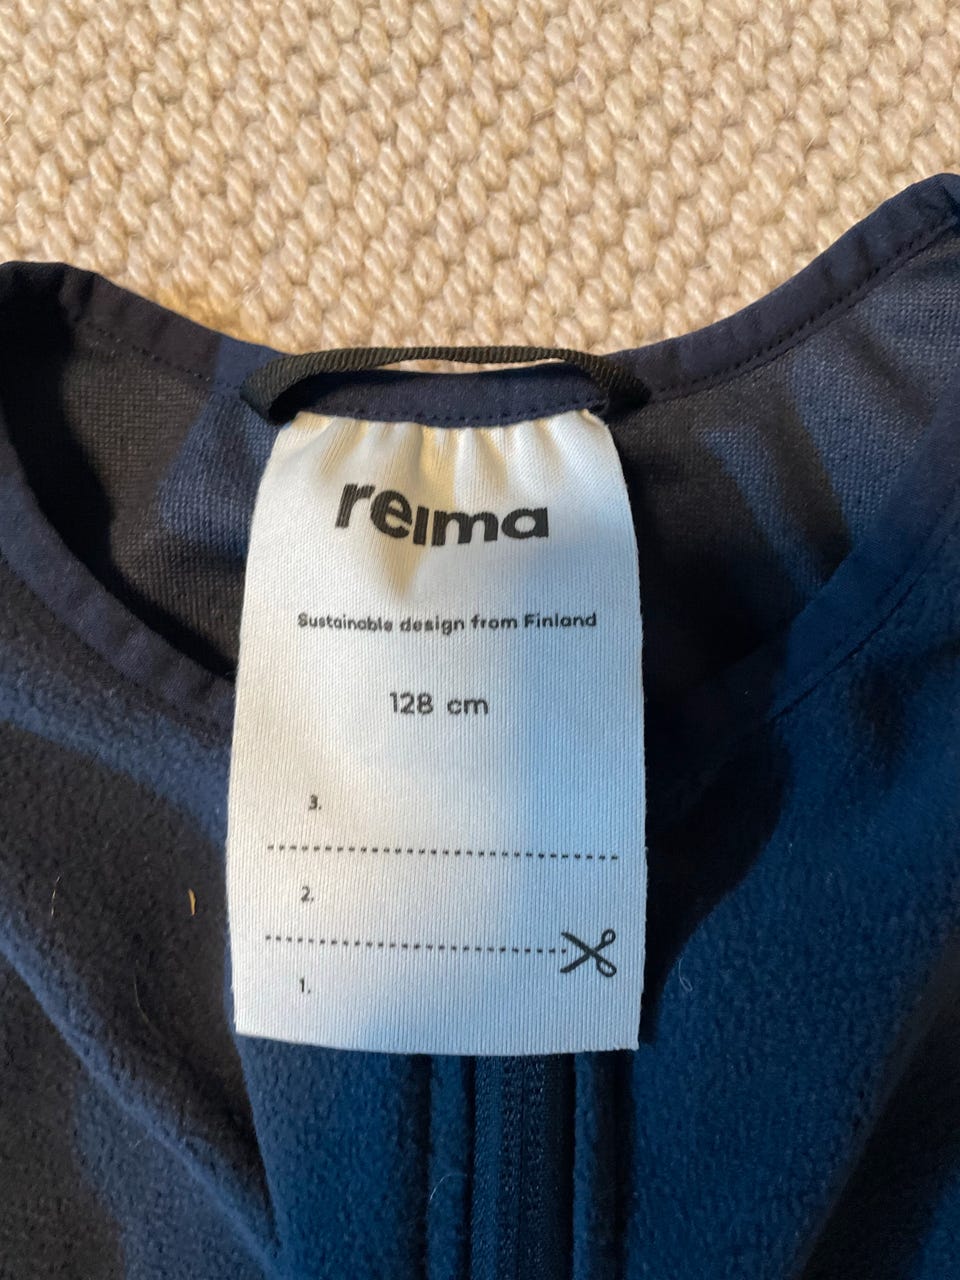 reima
Sustainable design from Finland
128 cm
3.
2.
1.